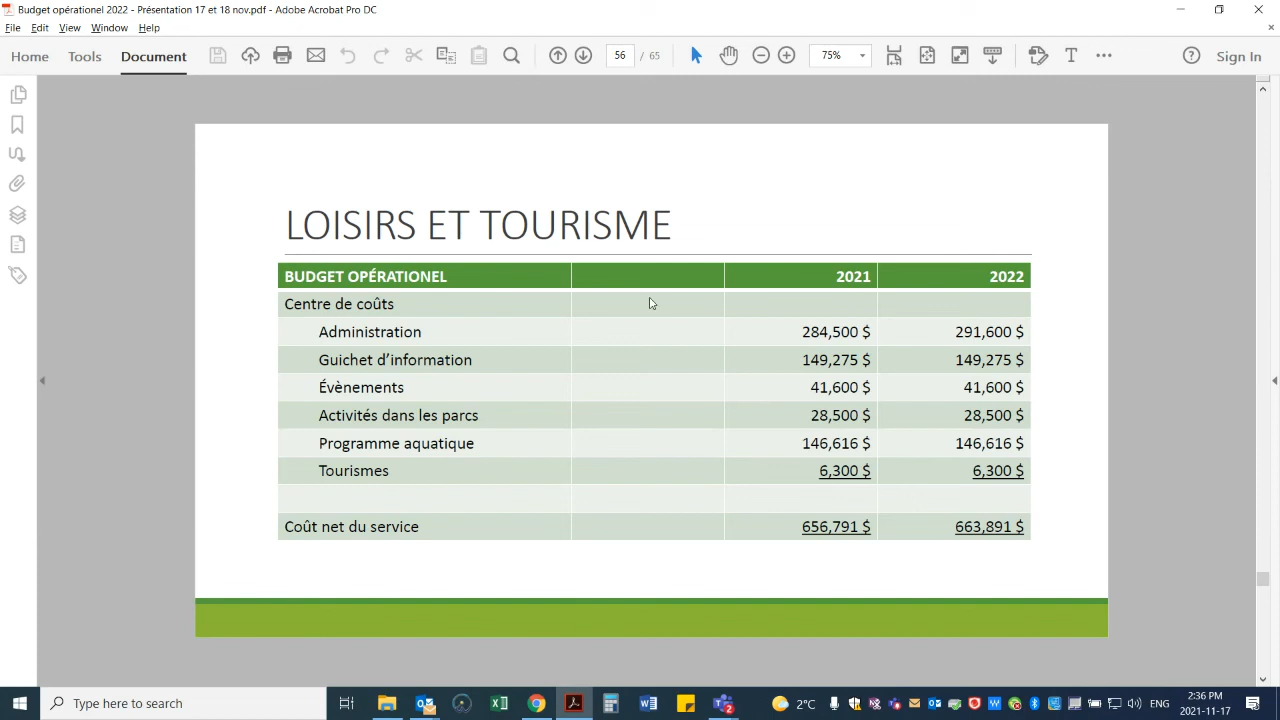 Budget opérationel 2022 - Présentation 17 et 18 nov.pdf - Adobe Acrobat Pro DC
File Edit View Window Help
Home Tools Document 56 / 65 75% Sign In
LOISIRS ET TOURISME
BUDGET OPÉRATIONEL 2021 2022
Centre de coûts
Administration 284,500 $ 291,600 $
Guichet d’information 149,275 $ 149,275 $
Évènements 41,600 $ 41,600 $
Activités dans les parcs 28,500 $ 28,500 $
Programme aquatique 146,616 $ 146,616 $
Tourismes 6,300 $ 6,300 $
Coût net du service 656,791 $ 663,891 $
Type here to search 2°C ENG 2:36 PM
2021-11-17